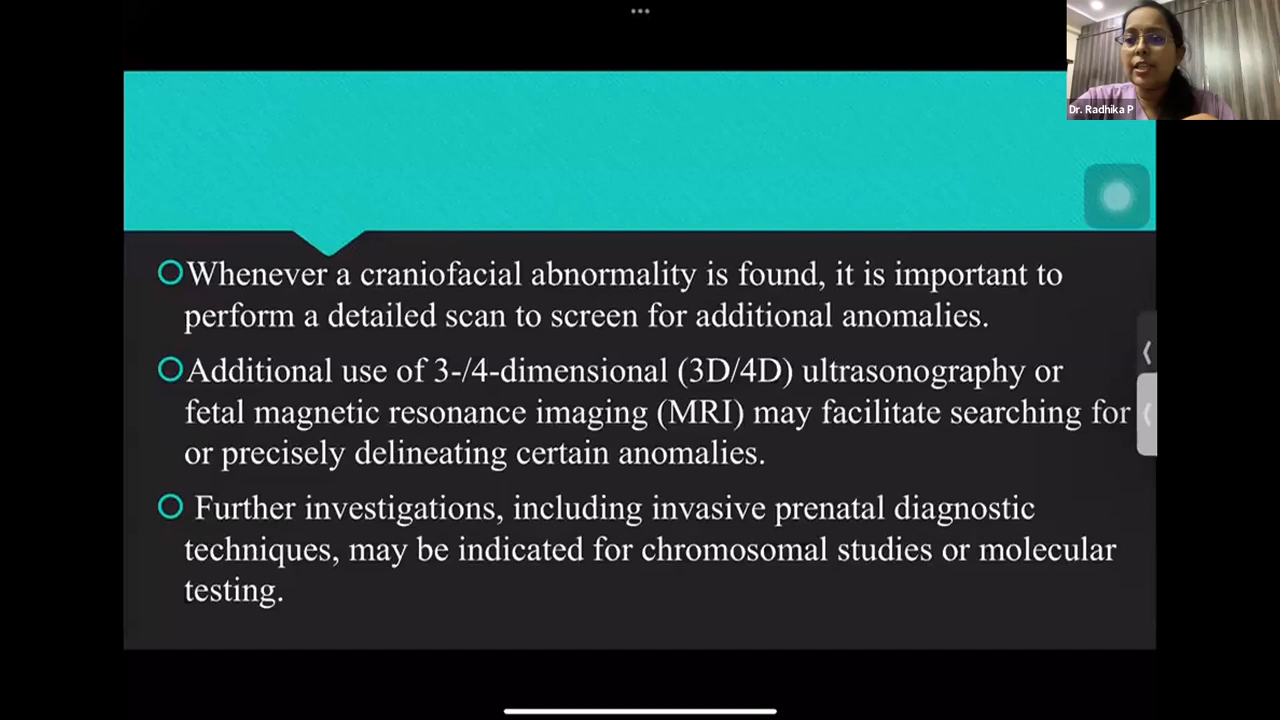 Dr. Radhika P
Whenever a craniofacial abnormality is found, it is important to
perform a detailed scan to screen for additional anomalies.
Additional use of 3-/4-dimensional (3D/4D) ultrasonography or
fetal magnetic resonance imaging (MRI) may facilitate searching for
or precisely delineating certain anomalies.
Further investigations, including invasive prenatal diagnostic
techniques, may be indicated for chromosomal studies or molecular
testing.